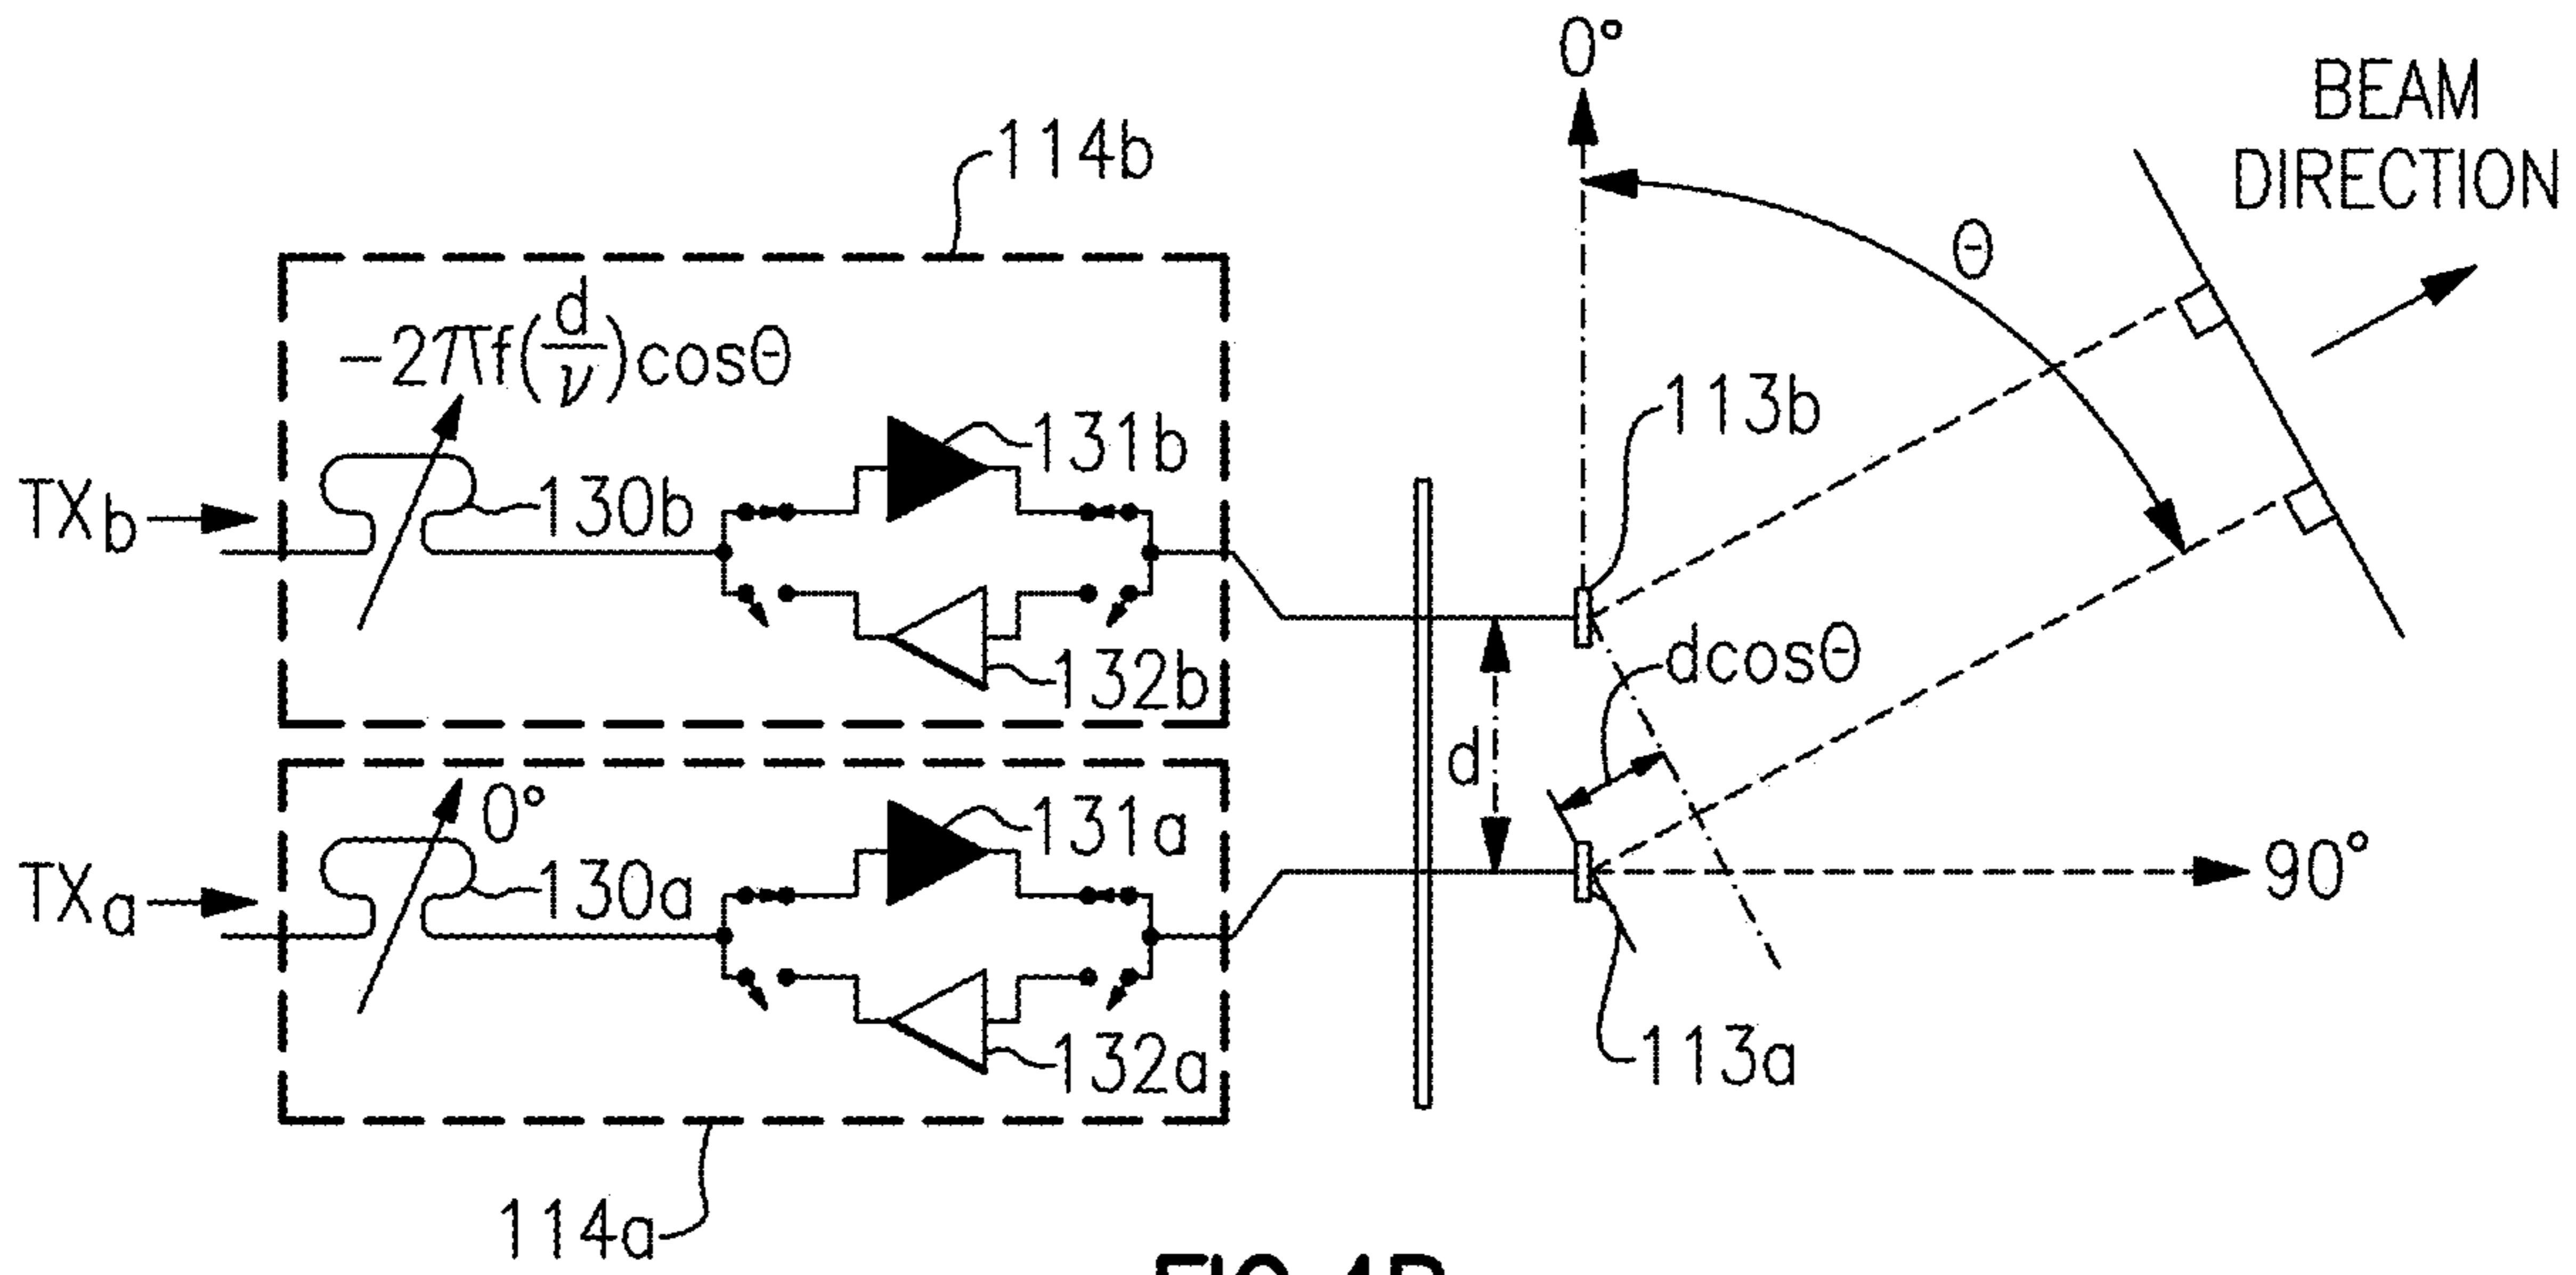 0°
BEAM
DIRECTION
θ
114b
-2πf(d/ν)cosθ
131b
113b
TXb
130b
132b
dcosθ
d
0°
131a
TXa
130a
90°
132a
113a
114a